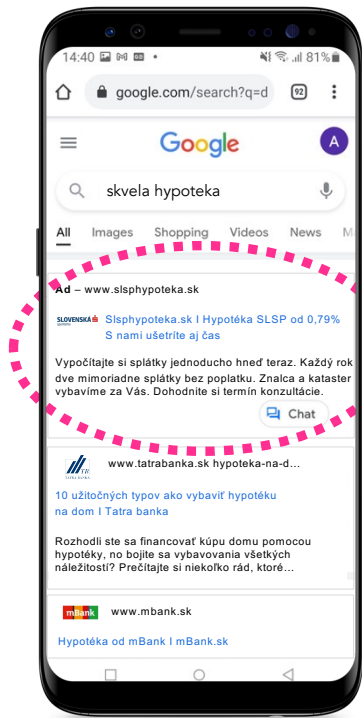 14:40 81%
google.com/search?q=d 92
Google A
skvela hypoteka
All Images Shopping Videos News M
Ad – www.slsphypoteka.sk
SLOVENSKÁ Slsphypoteka.sk I Hypotéka SLSP od 0,79%
S nami ušetríte aj čas
Vypočítajte si splátky jednoducho hneď teraz. Každý rok
dve mimoriadne splátky bez poplatku. Znalca a kataster
vybavíme za Vás. Dohodnite si termín konzultácie.
Chat
TB www.tatrabanka.sk hypoteka-na-d...
TATRA BANKA
10 užitočných typov ako vybaviť hypotéku
na dom I Tatra banka
Rozhodli ste sa financovať kúpu domu pomocou
hypotéky, no bojite sa vybavovania všetkých
náležitostí? Prečítajte si niekoľko rád, ktoré...
mBank www.mbank.sk
Hypotéka od mBank I mBank.sk